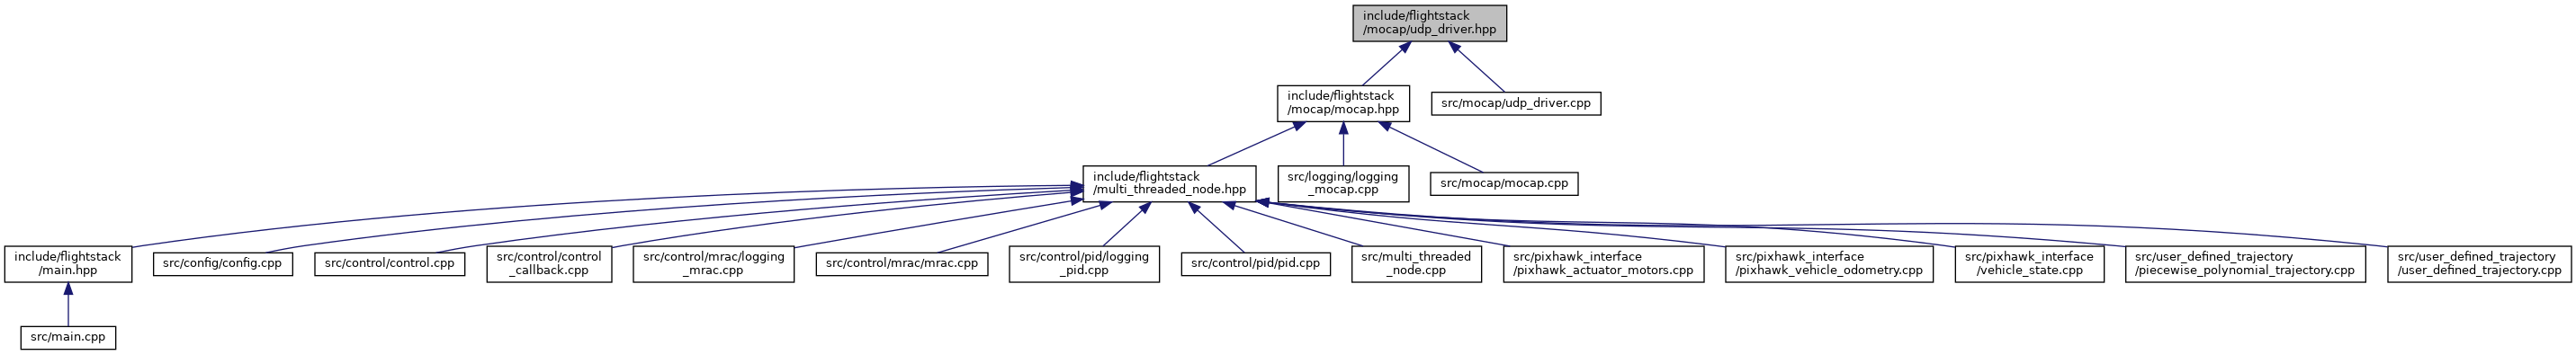 include/flightstack
/mocap/udp_driver.hpp
include/flightstack
/mocap/mocap.hpp
src/mocap/udp_driver.cpp
include/flightstack
/multi_threaded_node.hpp
src/logging/logging
_mocap.cpp
src/mocap/mocap.cpp
include/flightstack
/main.hpp
src/config/config.cpp
src/control/control.cpp
src/control/control
_callback.cpp
src/control/mrac/logging
_mrac.cpp
src/control/mrac/mrac.cpp
src/control/pid/logging
_pid.cpp
src/control/pid/pid.cpp
src/multi_threaded
_node.cpp
src/pixhawk_interface
/pixhawk_actuator_motors.cpp
src/pixhawk_interface
/pixhawk_vehicle_odometry.cpp
src/pixhawk_interface
/vehicle_state.cpp
src/user_defined_trajectory
/piecewise_polynomial_trajectory.cpp
src/user_defined_trajectory
/user_defined_trajectory.cpp
src/main.cpp